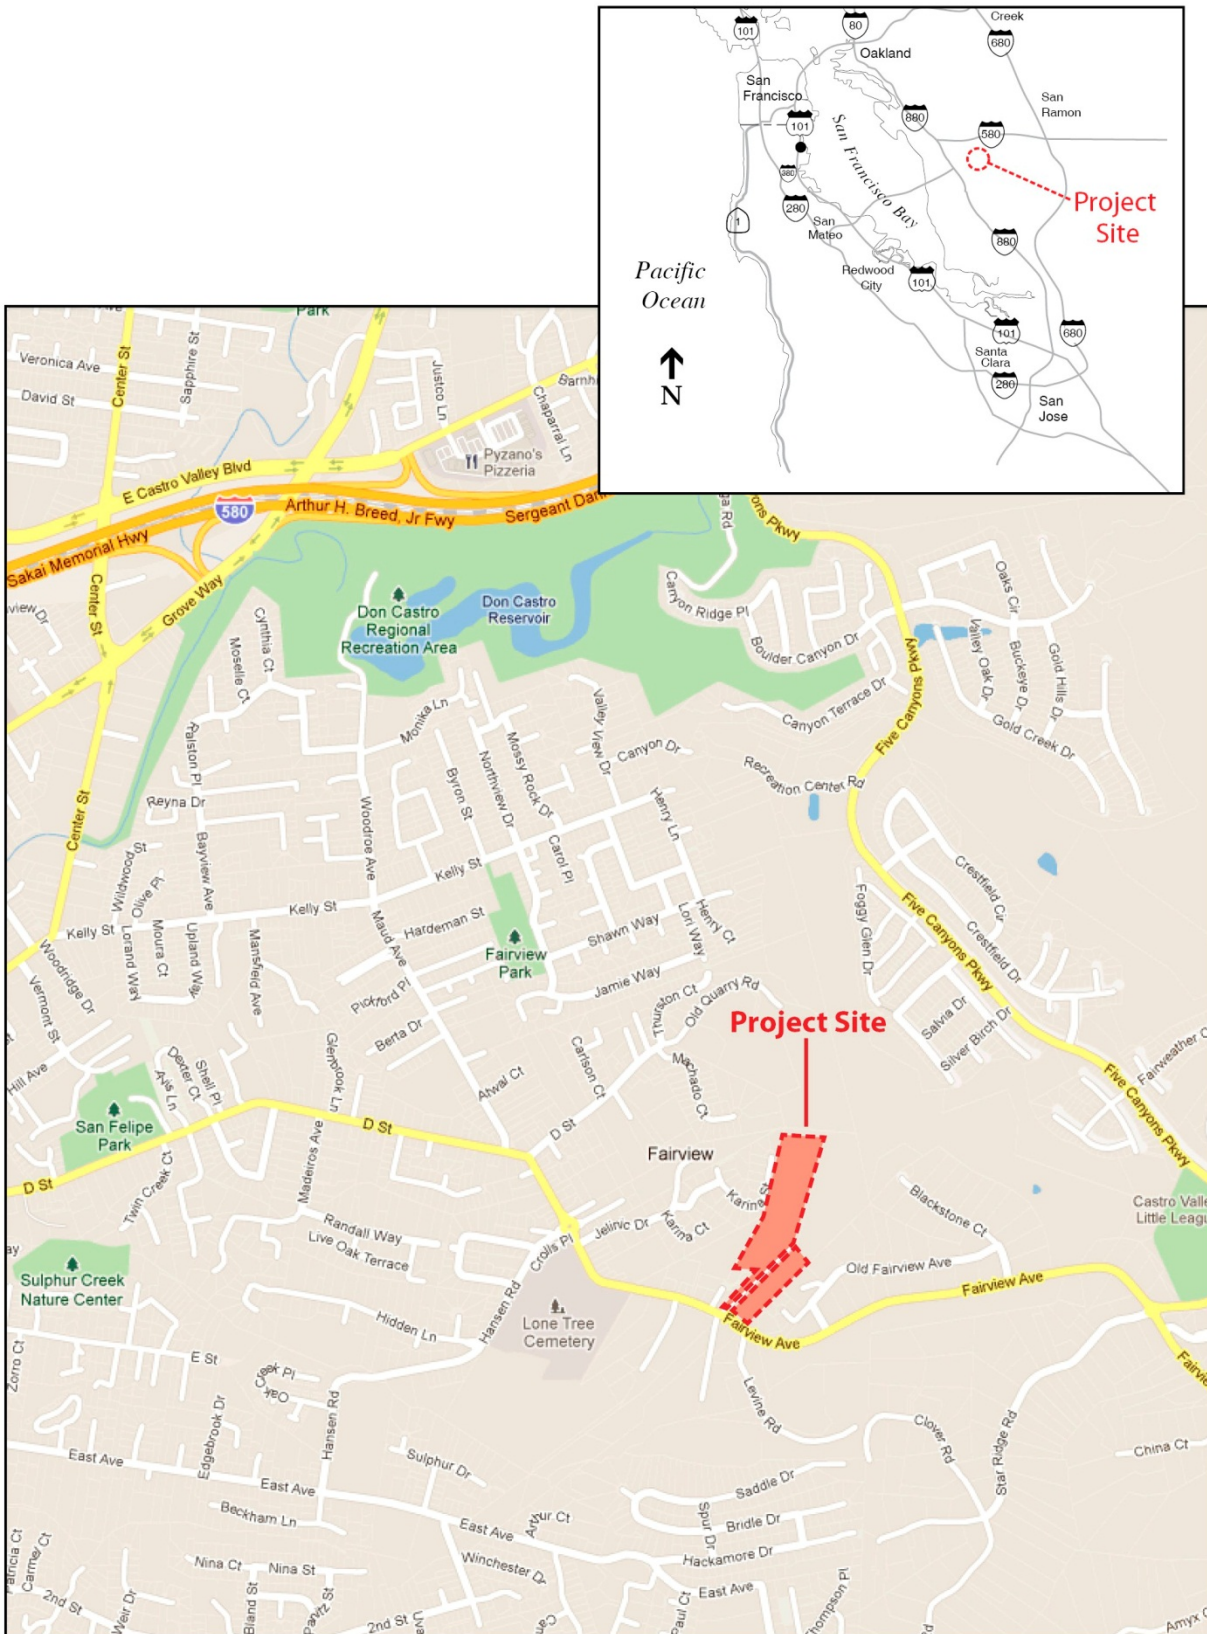 101
80
Creek
680
Oakland
San
Francisco
San
Ramon
880
580
101
San Francisco Bay
380
280
San
Mateo
1
Project
Site
880
Redwood
City
101
Pacific
Ocean
N
101
680
Santa
Clara
280
San
Jose
Park
Veronica Ave
David St
Center St
Sapphire St
Justco Ln
Chaparral Ln
Pyzano's
Pizzeria
E Castro Valley Blvd
580
Arthur H. Breed, Jr Fwy
Sakai Memorial Hwy
Center St
Grove Way
Don Castro
Regional
Recreation Area
Don Castro
Reservoir
Canyon Ridge Pl
Boulder Canyon Dr
Canyon Terrace Dr
Five Canyons Pkwy
Oaks Cir
Valley Oak Dr
Buckeye Dr
Gold Hills Dr
Gold Creek Dr
Cynthia Ct
Moselle Ct
Ralston Pl
Monika Ln
Valley View Dr
Canyon Dr
Mossy Rock Dr
Northview Dr
Byron St
Recreation Center Rd
Reyna Dr
Center St
Woodroe Ave
Henry Ln
Carol Pl
Bayview Ave
Wildwood St
Olive Pl
Kelly St
Kelly St
Kelly St
Hardeman St
Fairview
Park
Shawn Way
Lori Way
Henry Ct
Foggy Glen Dr
Crestfield Cir
Crestfield Dr
Five Canyons Pkwy
Lorand Way
Moura Ct
Upland Way
Mansfield Ave
Maud Ave
Woodridge Dr
Vermont St
Pickford Pl
Jamie Way
Thurston Ct
Old Quarry Rd
Salvia Dr
Silver Birch Dr
Project Site
Berta Dr
Glenbrook Ln
Carlson Ct
Machado Ct
Atwal Ct
Dexter Ct
Shell Pl
Avis Ln
Hill Ave
San Felipe
Park
D St
D St
D St
Fairview
Five Canyons Pkwy
Madeiros Ave
Twin Creek Ct
Karina St
Karina Ct
Jelinic Dr
Crolls Pl
Randall Way
Live Oak Terrace
Blackstone Ct
Old Fairview Ave
Fairview Ave
Sulphur Creek
Nature Center
Hidden Ln
Hansen Rd
Lone Tree
Cemetery
Fairview Ave
Zorro Ct
E St
Oak Creek Pl
Edgebrook Dr
Hansen Rd
Levine Rd
Clover Rd
Star Ridge Rd
China Ct
East Ave
East Ave
Sulphur Dr
Beckham Ln
East Ave
Arthur Ct
Saddle Dr
Spur Dr
Bridle Dr
Hackamore Dr
Winchester Dr
East Ave
Paul Ct
Thompson Pl
Nina Ct
Nina St
Carmel Ct
2nd St
Weir Dr
Bland St
2nd St